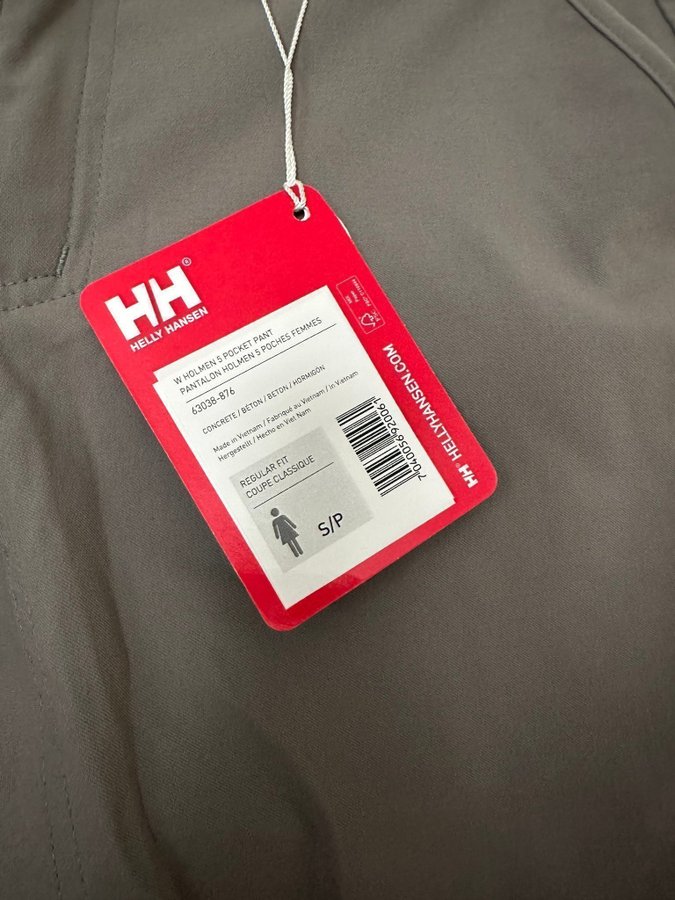 HH®
HELLY HANSEN
W HOLMEN 5 POCKET PANT
PANTALON HOLMEN 5 POCHES FEMMES
63038-876
CONCRETE / BÉTON / BETON / HORMIGÓN
Made in Vietnam / Fabriqué au Vietnam / In Vietnam
Hergestellt / Hecho en Viet Nam
REGULAR FIT
COUPE CLASSIQUE
S/P
7040056920061
HH® HELLYHANSEN.COM
FSC